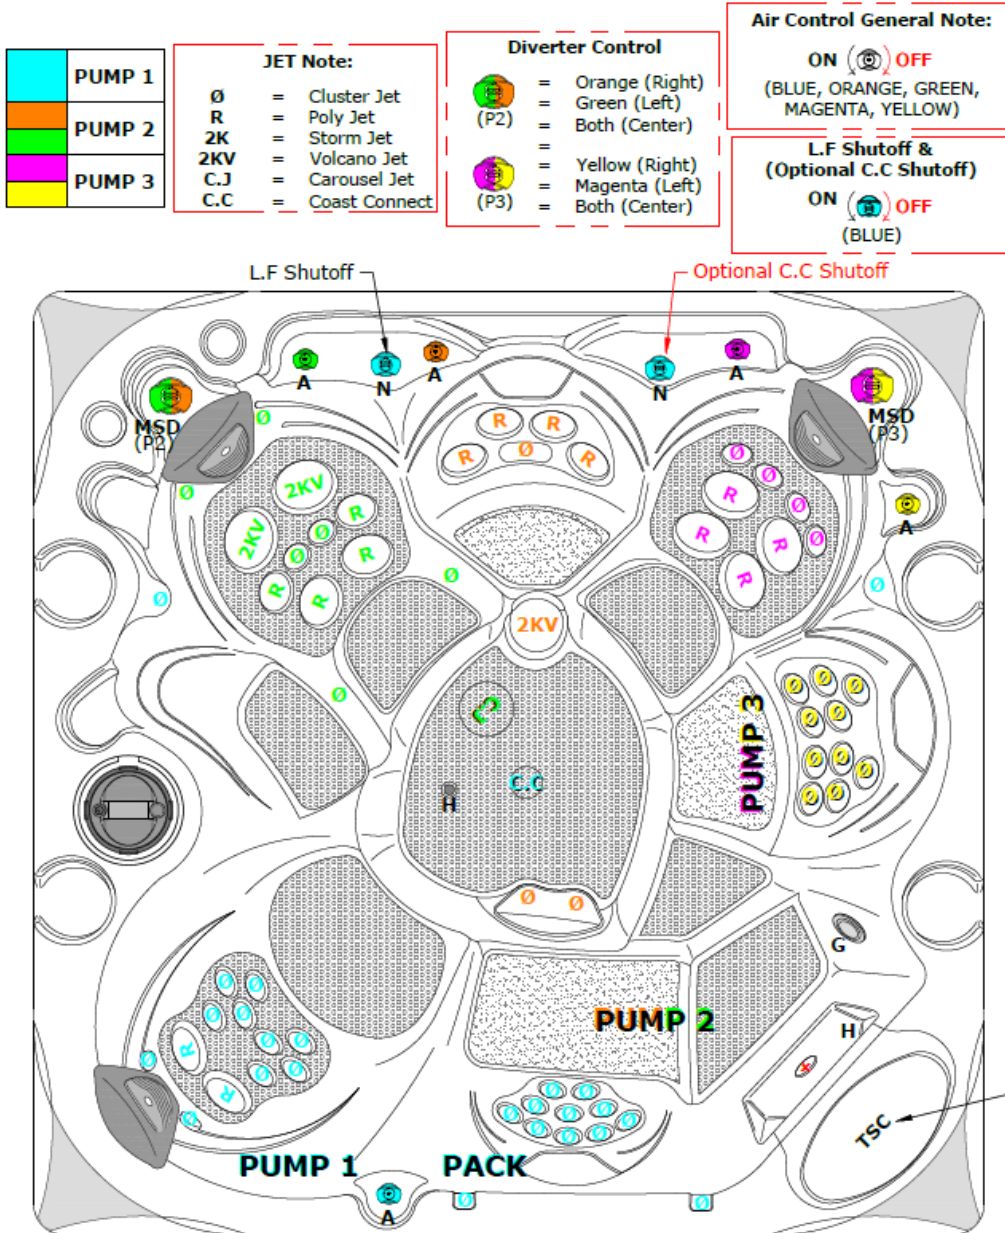 PUMP 1
PUMP 2
PUMP 3
JET Note:
Ø = Cluster Jet
R = Poly Jet
2K = Storm Jet
2KV = Volcano Jet
C.J = Carousel Jet
C.C = Coast Connect
Diverter Control
= Orange (Right)
= Green (Left)
(P2) = Both (Center)
=
= Yellow (Right)
= Magenta (Left)
(P3) = Both (Center)
Air Control General Note:
ON OFF
(BLUE, ORANGE, GREEN,
MAGENTA, YELLOW)
L.F Shutoff &
(Optional C.C Shutoff)
ON OFF
(BLUE)
L.F Shutoff
Optional C.C Shutoff
A
N
A
N
A
MSD
(P2)
MSD
(P3)
Ø
R R
R Ø R
Ø
Ø
Ø
Ø
R
R
R
R
Ø
2KV
2KV
R
Ø
Ø
R
R
R
A
Ø
Ø
Ø
Ø
2KV
Ø
C.J
C.C
H
PUMP 3
Ø Ø Ø
Ø Ø
Ø Ø Ø
Ø Ø
Ø Ø
G
H
Ø Ø
Ø Ø
Ø Ø
Ø Ø
R
R
Ø
Ø
PUMP 2
Ø Ø Ø
Ø Ø Ø Ø
Ø Ø Ø
TSC
PUMP 1
PACK
A
Ø
Ø